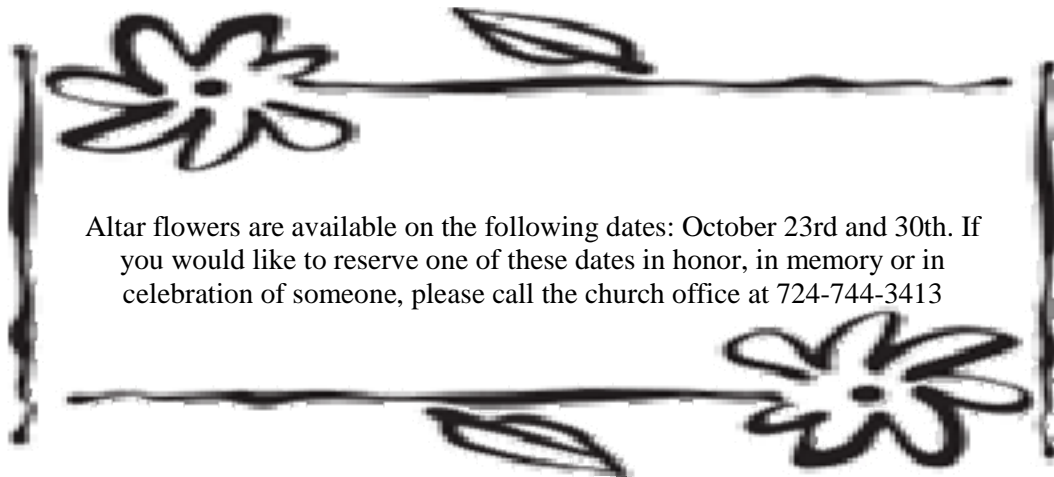 Altar flowers are available on the following dates: October 23rd and 30th. If
you would like to reserve one of these dates in honor, in memory or in
celebration of someone, please call the church office at 724-744-3413